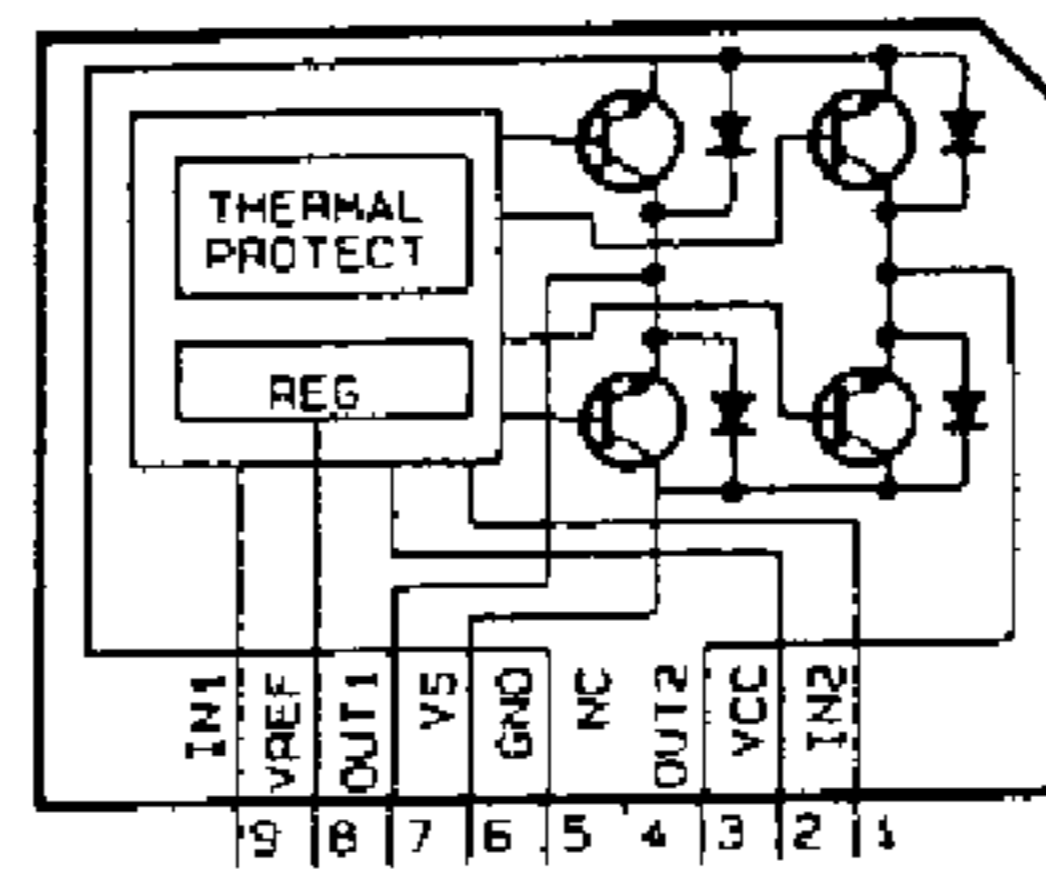 THERMAL
PROTECT
REG
IN1
VREF
OUT1
VS
GND
NC
OUT2
VCC
IN2
9 8 7 6 5 4 3 2 1